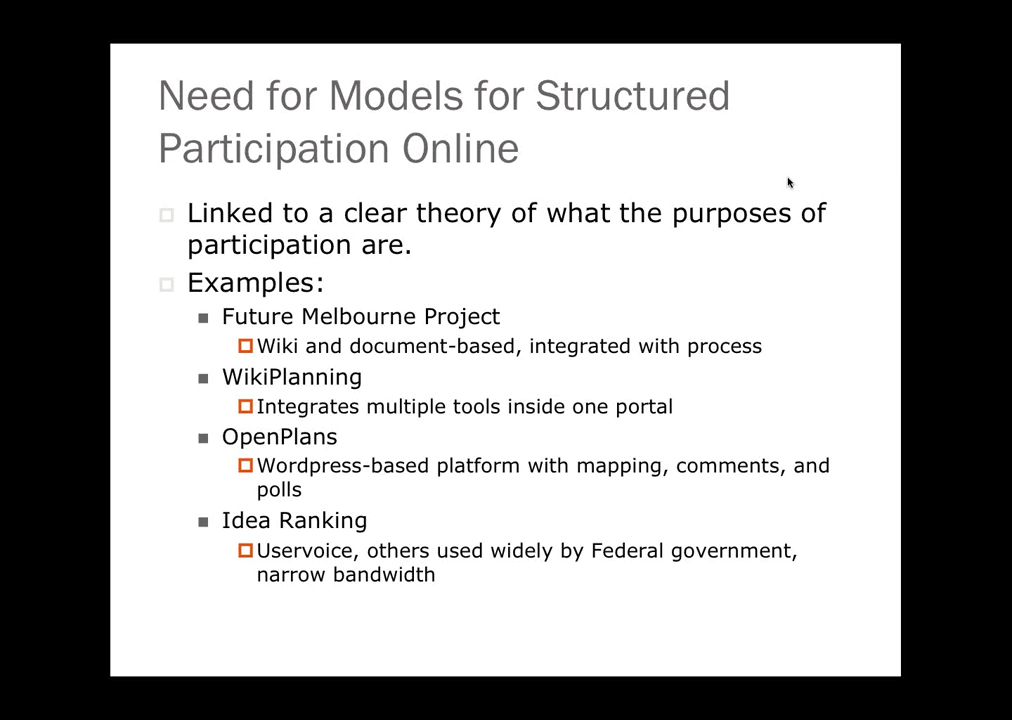 Need for Models for Structured
Participation Online
Linked to a clear theory of what the purposes of
participation are.
Examples:
Future Melbourne Project
Wiki and document-based, integrated with process
WikiPlanning
Integrates multiple tools inside one portal
OpenPlans
Wordpress-based platform with mapping, comments, and
polls
Idea Ranking
Uservoice, others used widely by Federal government,
narrow bandwidth